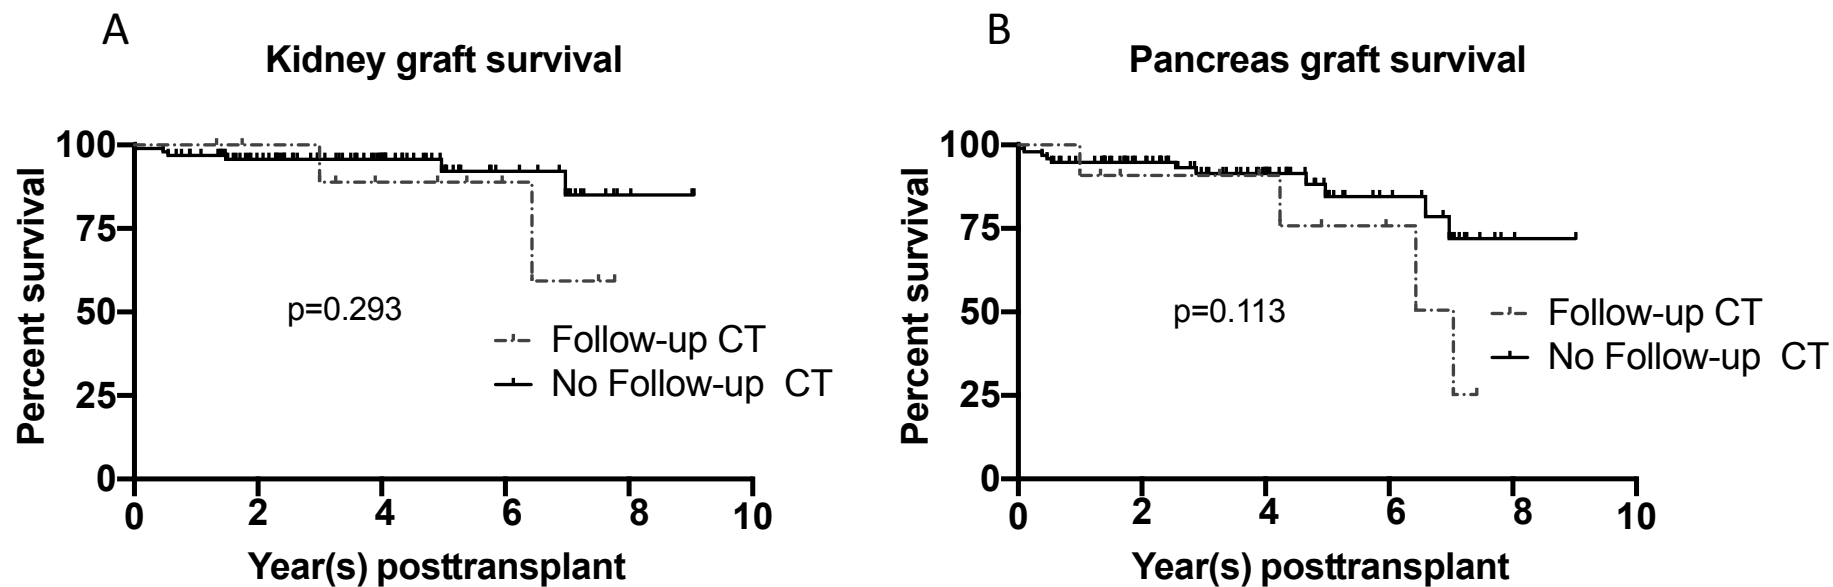 A
Kidney graft survival
Percent survival
100
75
50
25
0
0 2 4 6 8 10
Year(s) posttransplant
p=0.293
Follow-up CT
No Follow-up CT
B
Pancreas graft survival
Percent survival
100
75
50
25
0
0 2 4 6 8 10
Year(s) posttransplant
p=0.113
Follow-up CT
No Follow-up CT